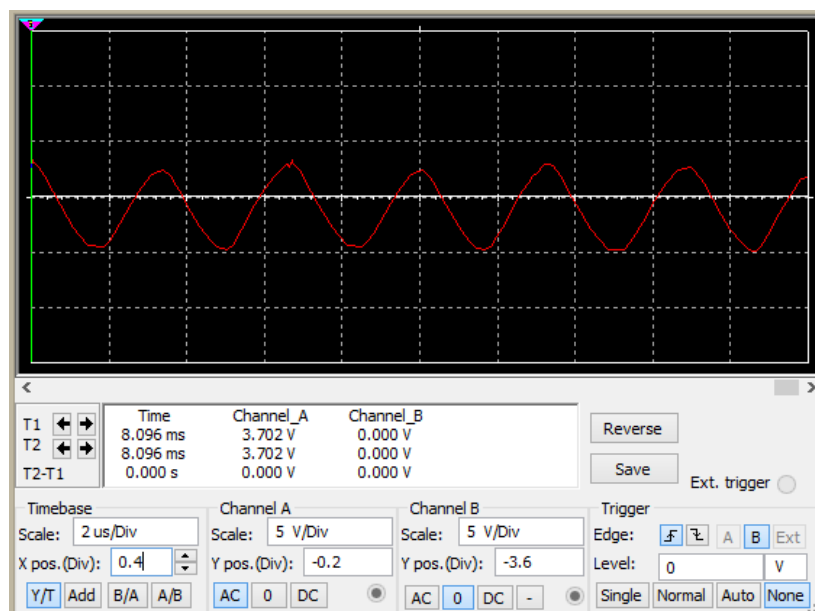 Time Channel_A Channel_B
T1 8.096 ms 3.702 V 0.000 V
T2 8.096 ms 3.702 V 0.000 V
T2-T1 0.000 s 0.000 V 0.000 V
Reverse
Save
Ext. trigger
Timebase Channel A Channel B Trigger
Scale: 2 us/Div Scale: 5 V/Div Scale: 5 V/Div Edge: A B Ext
X pos.(Div): 0.4 Y pos.(Div): -0.2 Y pos.(Div): -3.6 Level: 0 V
Y/T Add B/A A/B AC 0 DC AC 0 DC - Single Normal Auto None